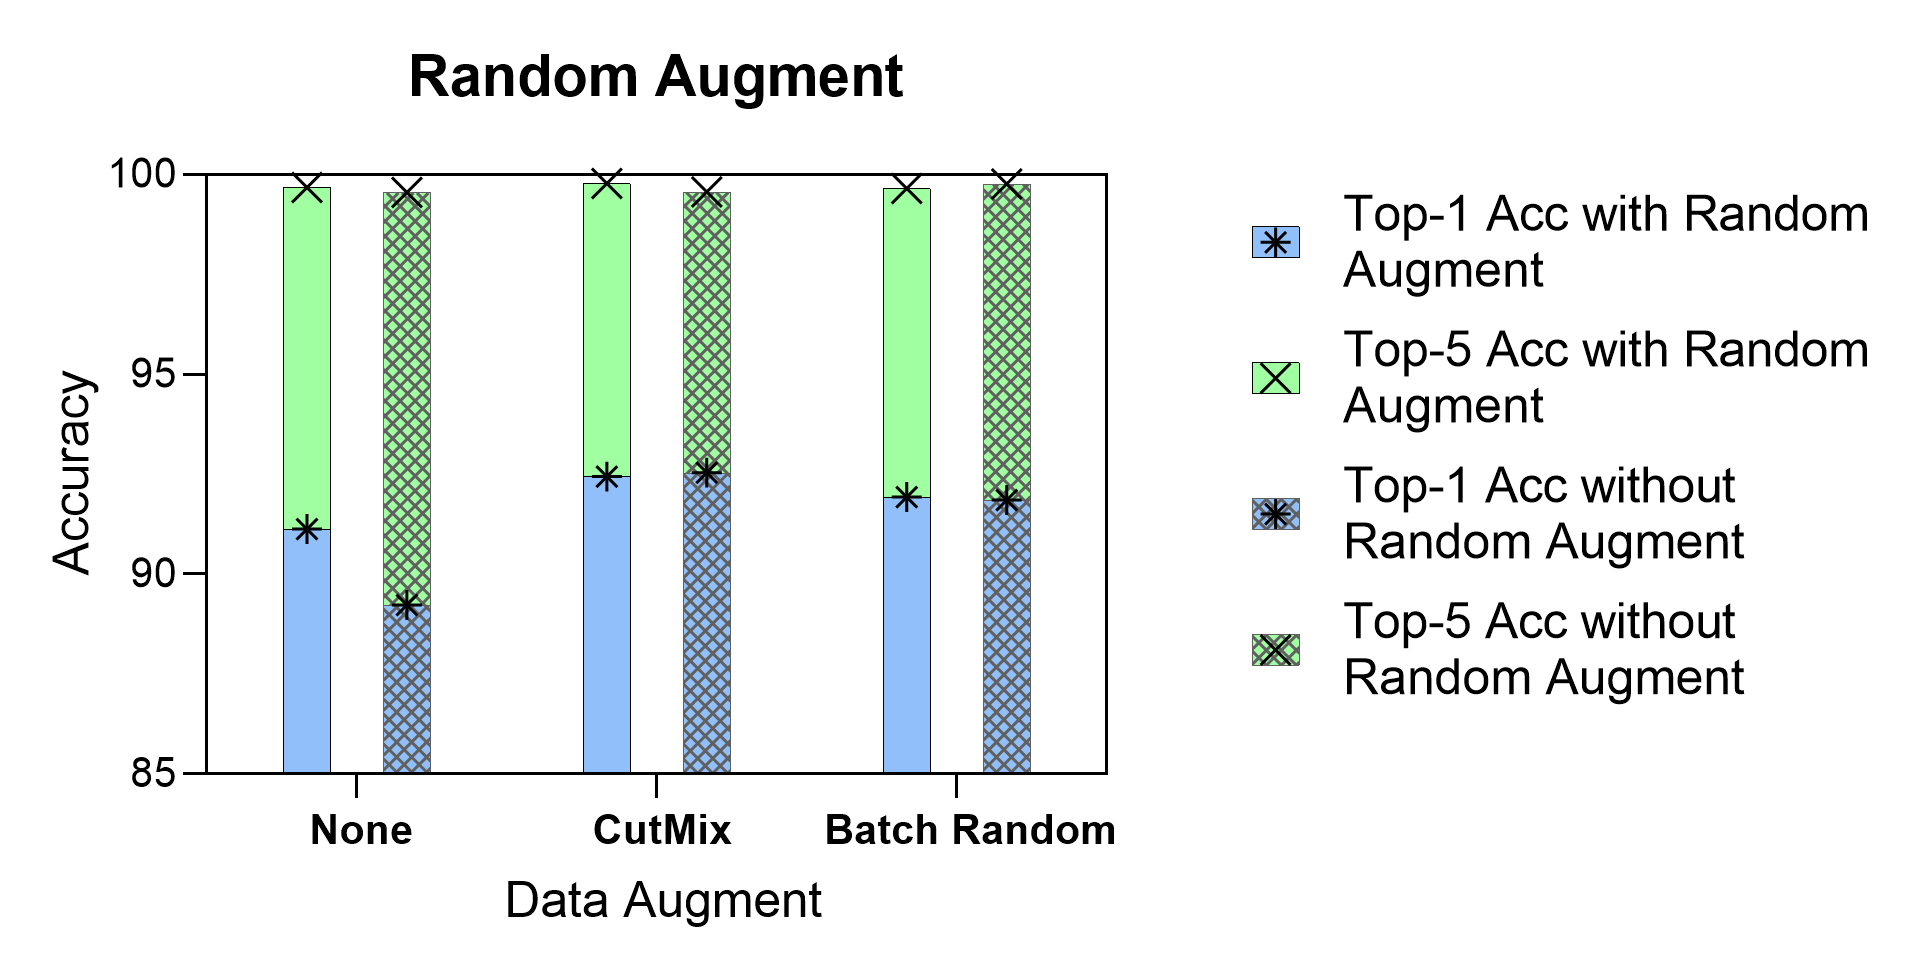 Random Augment
100
95
90
85
Accuracy
None
CutMix
Batch Random
Data Augment
Top-1 Acc with Random
Augment
Top-5 Acc with Random
Augment
Top-1 Acc without
Random Augment
Top-5 Acc without
Random Augment